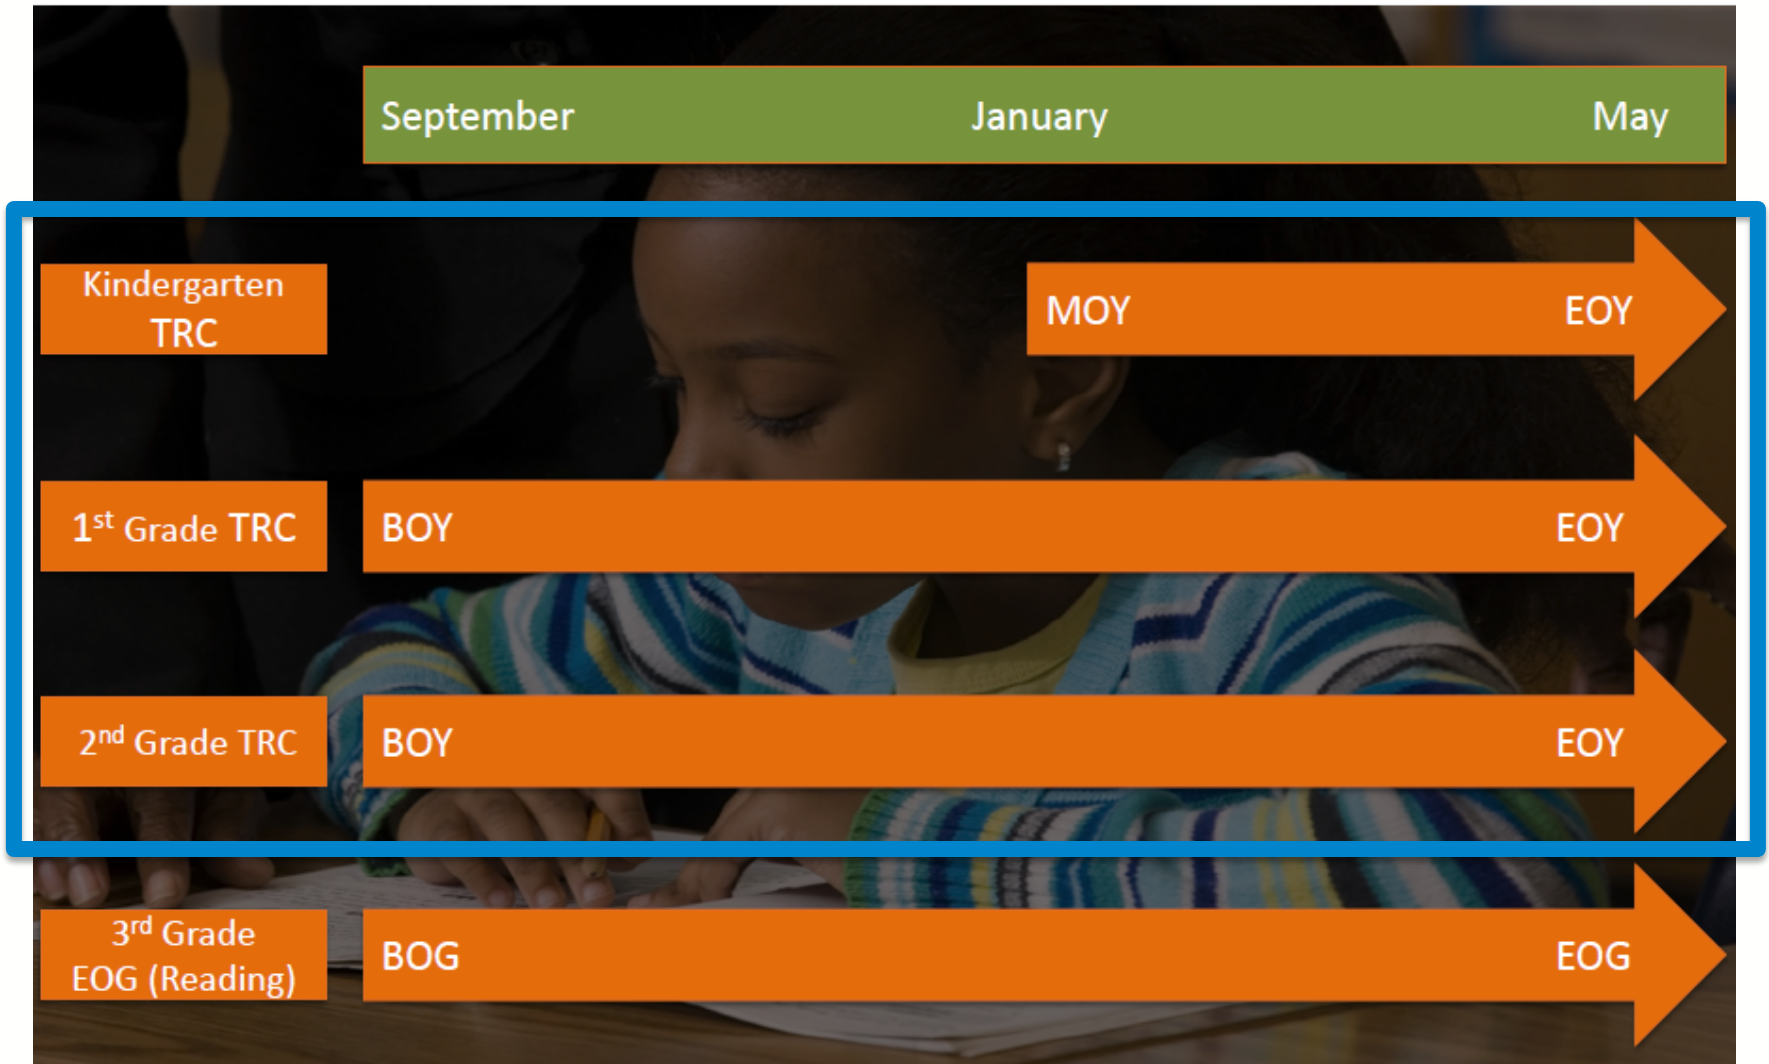 September January May
Kindergarten
TRC
MOY EOY
1st Grade TRC
BOY EOY
2nd Grade TRC
BOY EOY
3rd Grade
EOG (Reading)
BOG EOG